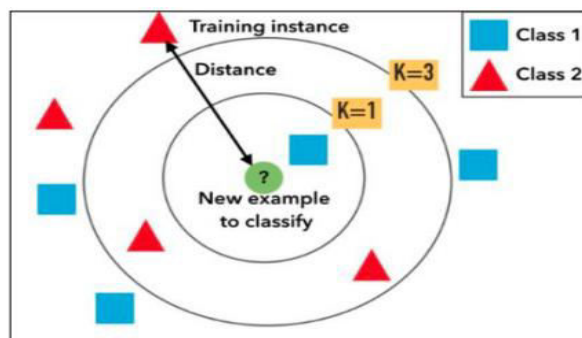 Training instance
Distance
K=3
K=1
?
New example
to classify
Class 1
Class 2